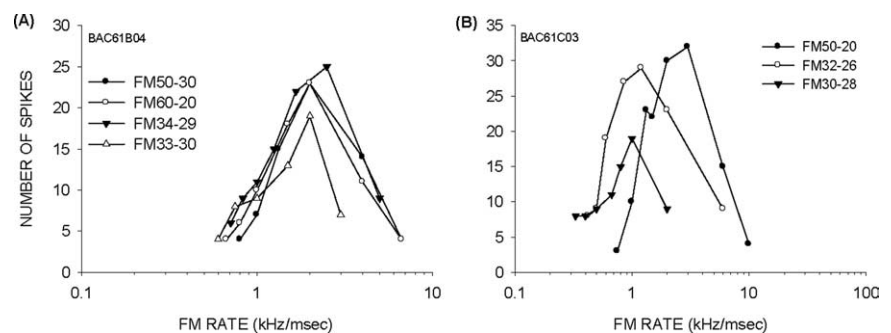 (A)
BAC61B04
FM50-30
FM60-20
FM34-29
FM33-30
NUMBER OF SPIKES
30
25
20
15
10
5
0
0.1
1
10
FM RATE (kHz/msec)
(B)
BAC61C03
FM50-20
FM32-26
FM30-28
35
30
25
20
15
10
5
0
0.1
1
10
100
FM RATE (kHz/msec)